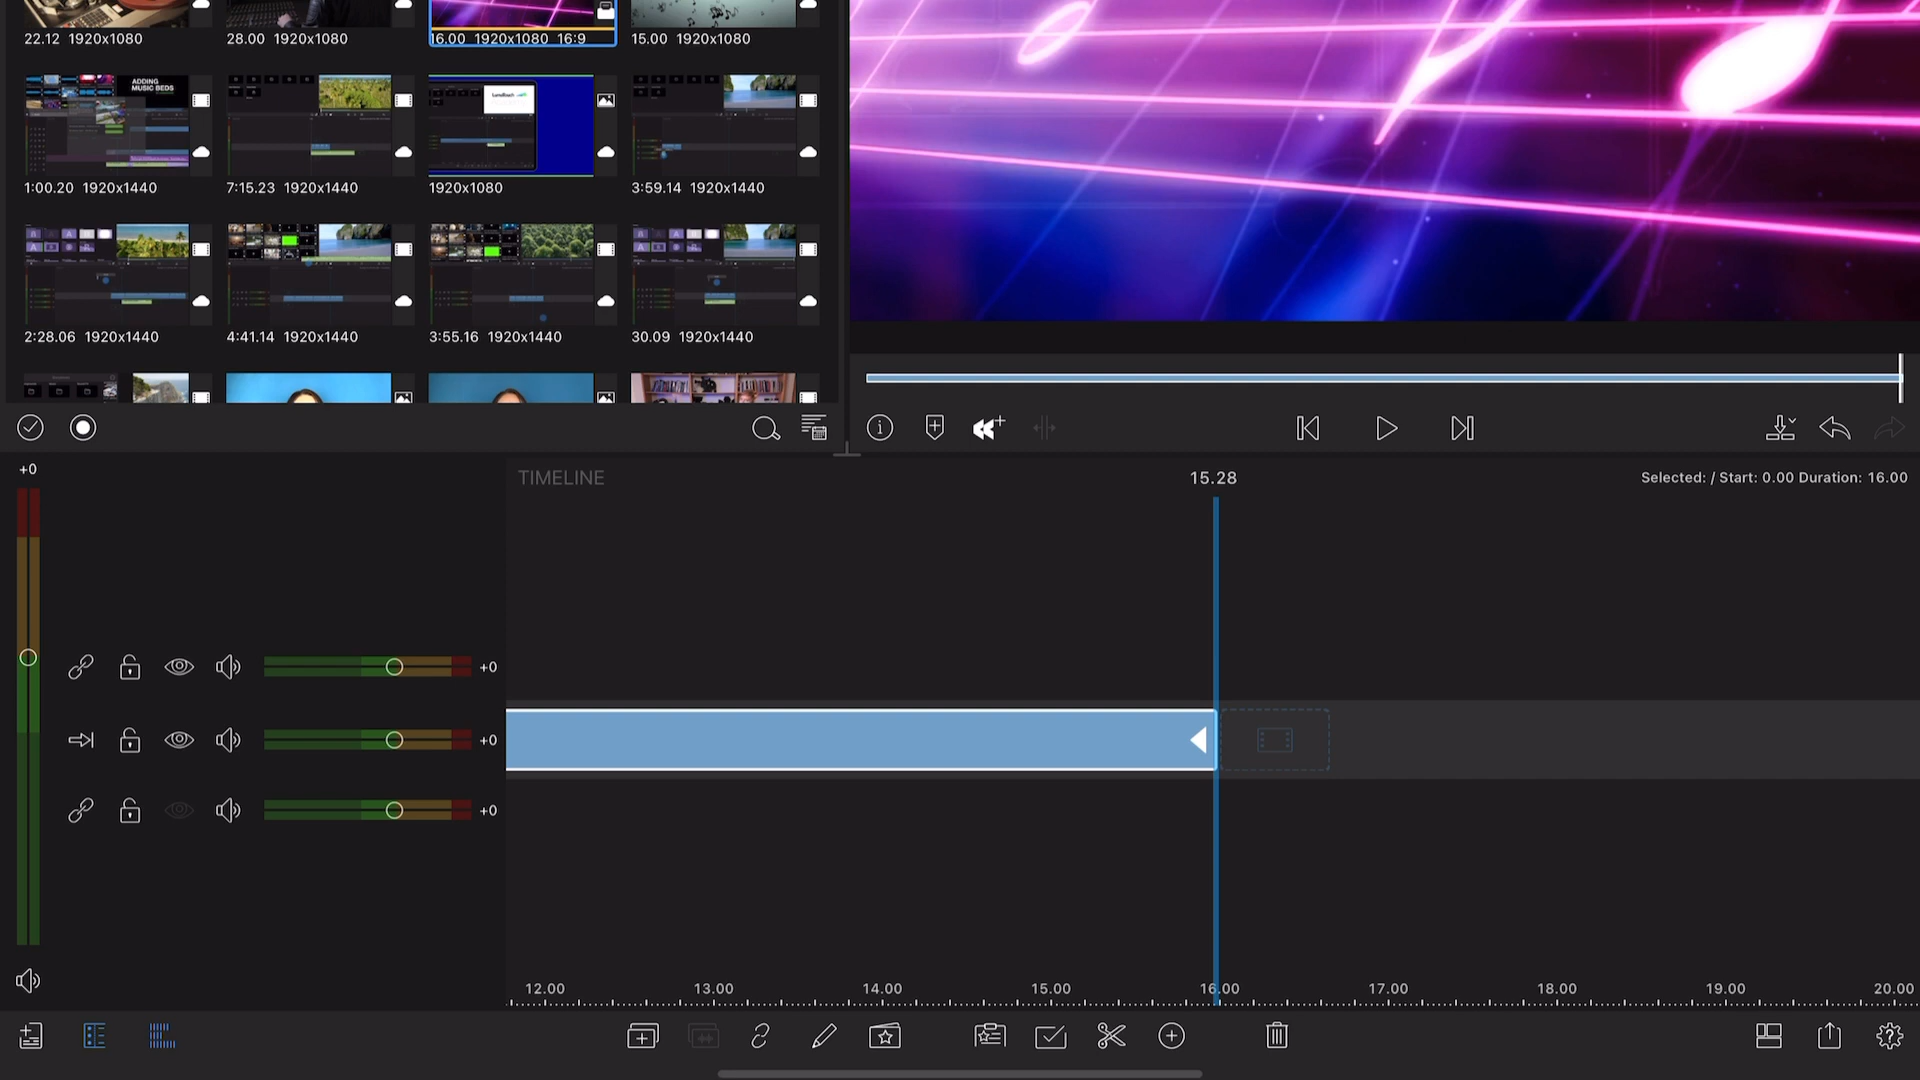 22.12 1920x1080
28.00 1920x1080
16.00 1920x1080 16:9
15.00 1920x1080
ADDING
MUSIC BEDS
LumaTouch
1:00.20 1920x1440
7:15.23 1920x1440
1920x1080
3:59.14 1920x1440
2:28.06 1920x1440
4:41.14 1920x1440
3:55.16 1920x1440
30.09 1920x1440
+0
TIMELINE
15.28
Selected: / Start: 0.00 Duration: 16.00
+0
+0
+0
12.00 13.00 14.00 15.00 16.00 17.00 18.00 19.00 20.00